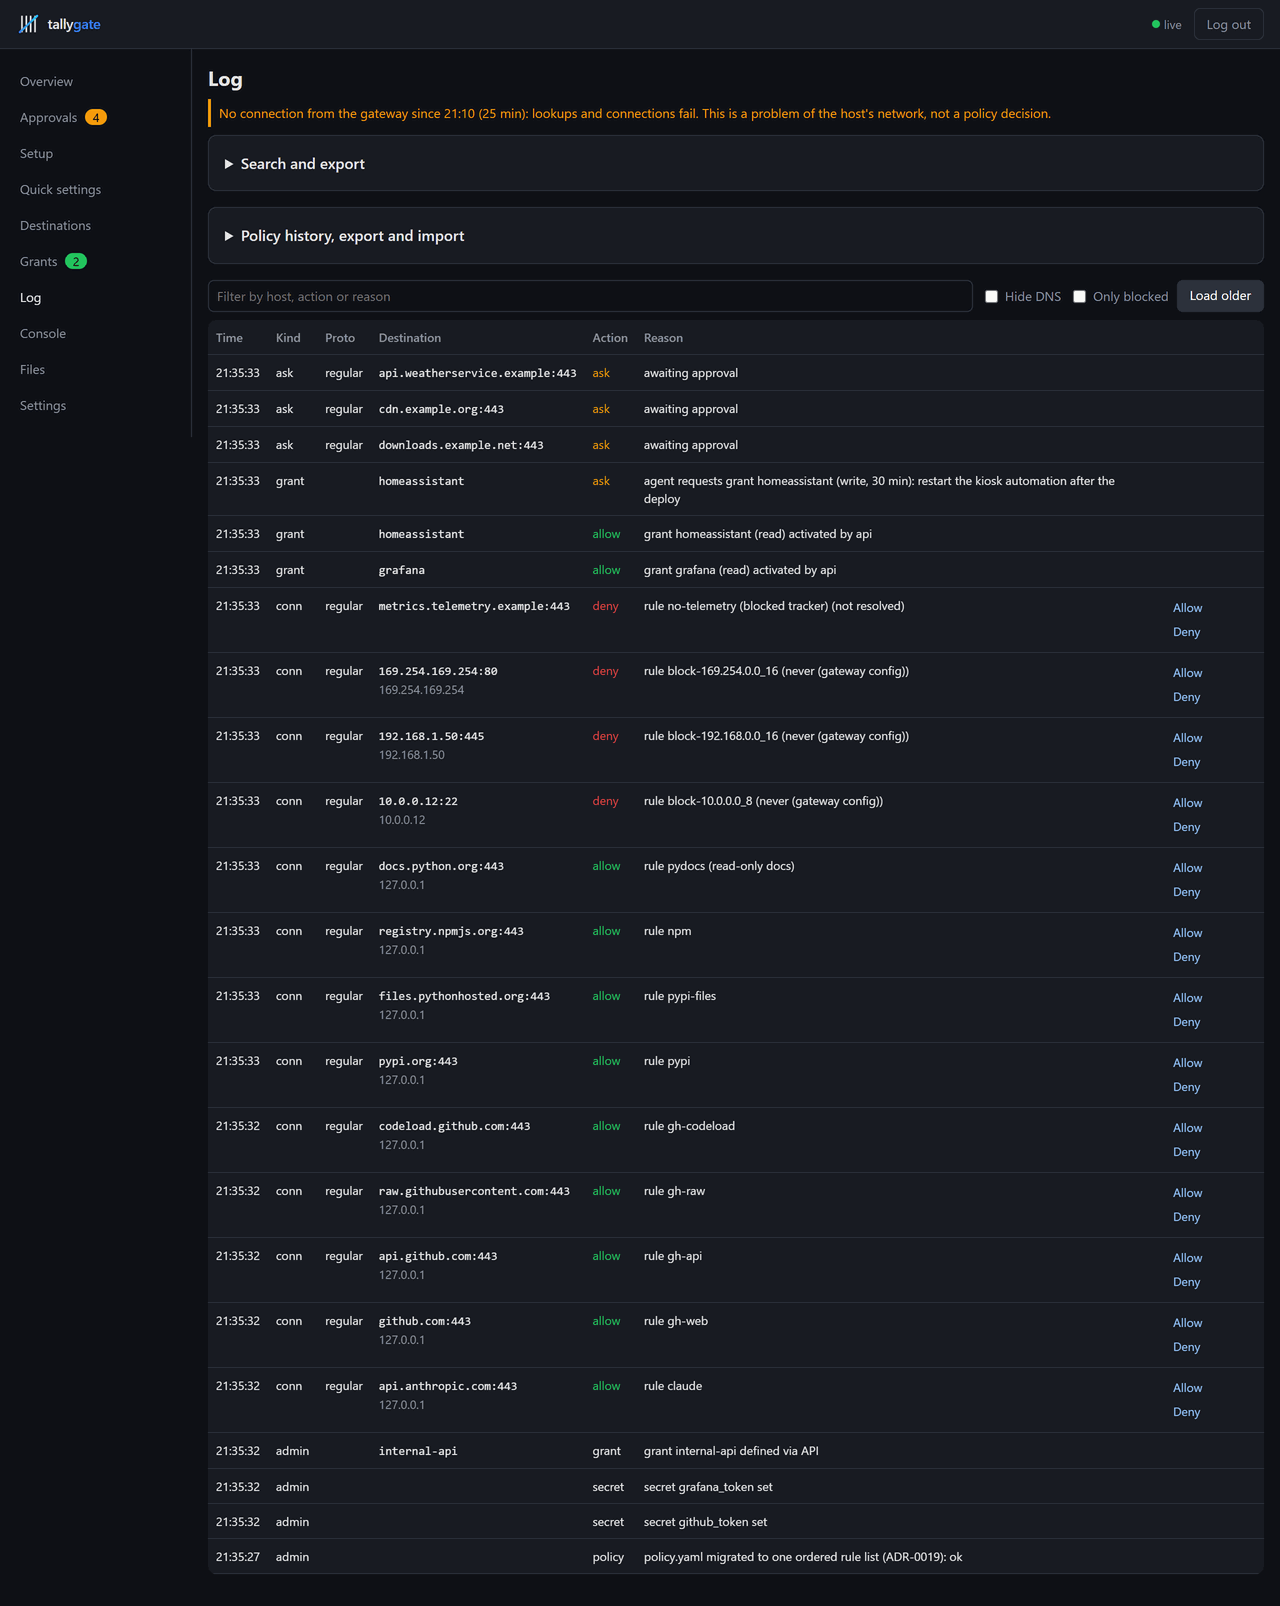 tallygate
live
Log out
Overview
Approvals 4
Setup
Quick settings
Destinations
Grants 2
Log
Console
Files
Settings
Log
No connection from the gateway since 21:10 (25 min): lookups and connections fail. This is a problem of the host's network, not a policy decision.
▶ Search and export
▶ Policy history, export and import
Filter by host, action or reason
Hide DNS
Only blocked
Load older
Time Kind Proto Destination Action Reason
21:35:33 ask regular api.weatherservice.example:443 ask awaiting approval
21:35:33 ask regular cdn.example.org:443 ask awaiting approval
21:35:33 ask regular downloads.example.net:443 ask awaiting approval
21:35:33 grant homeassistant ask agent requests grant homeassistant (write, 30 min): restart the kiosk automation after the
deploy
21:35:33 grant homeassistant allow grant homeassistant (read) activated by api
21:35:33 grant grafana allow grant grafana (read) activated by api
21:35:33 conn regular metrics.telemetry.example:443 deny rule no-telemetry (blocked tracker) (not resolved) Allow
Deny
21:35:33 conn regular 169.254.169.254:80 deny rule block-169.254.0.0_16 (never (gateway config)) Allow
169.254.169.254 Deny
21:35:33 conn regular 192.168.1.50:445 deny rule block-192.168.0.0_16 (never (gateway config)) Allow
192.168.1.50 Deny
21:35:33 conn regular 10.0.0.12:22 deny rule block-10.0.0.0_8 (never (gateway config)) Allow
10.0.0.12 Deny
21:35:33 conn regular docs.python.org:443 allow rule pydocs (read-only docs) Allow
127.0.0.1 Deny
21:35:33 conn regular registry.npmjs.org:443 allow rule npm Allow
127.0.0.1 Deny
21:35:33 conn regular files.pythonhosted.org:443 allow rule pypi-files Allow
127.0.0.1 Deny
21:35:33 conn regular pypi.org:443 allow rule pypi Allow
127.0.0.1 Deny
21:35:32 conn regular codeload.github.com:443 allow rule gh-codeload Allow
127.0.0.1 Deny
21:35:32 conn regular raw.githubusercontent.com:443 allow rule gh-raw Allow
127.0.0.1 Deny
21:35:32 conn regular api.github.com:443 allow rule gh-api Allow
127.0.0.1 Deny
21:35:32 conn regular github.com:443 allow rule gh-web Allow
127.0.0.1 Deny
21:35:32 conn regular api.anthropic.com:443 allow rule claude Allow
127.0.0.1 Deny
21:35:32 admin internal-api grant grant internal-api defined via API
21:35:32 admin secret secret grafana_token set
21:35:32 admin secret secret github_token set
21:35:27 admin policy policy.yaml migrated to one ordered rule list (ADR-0019): ok